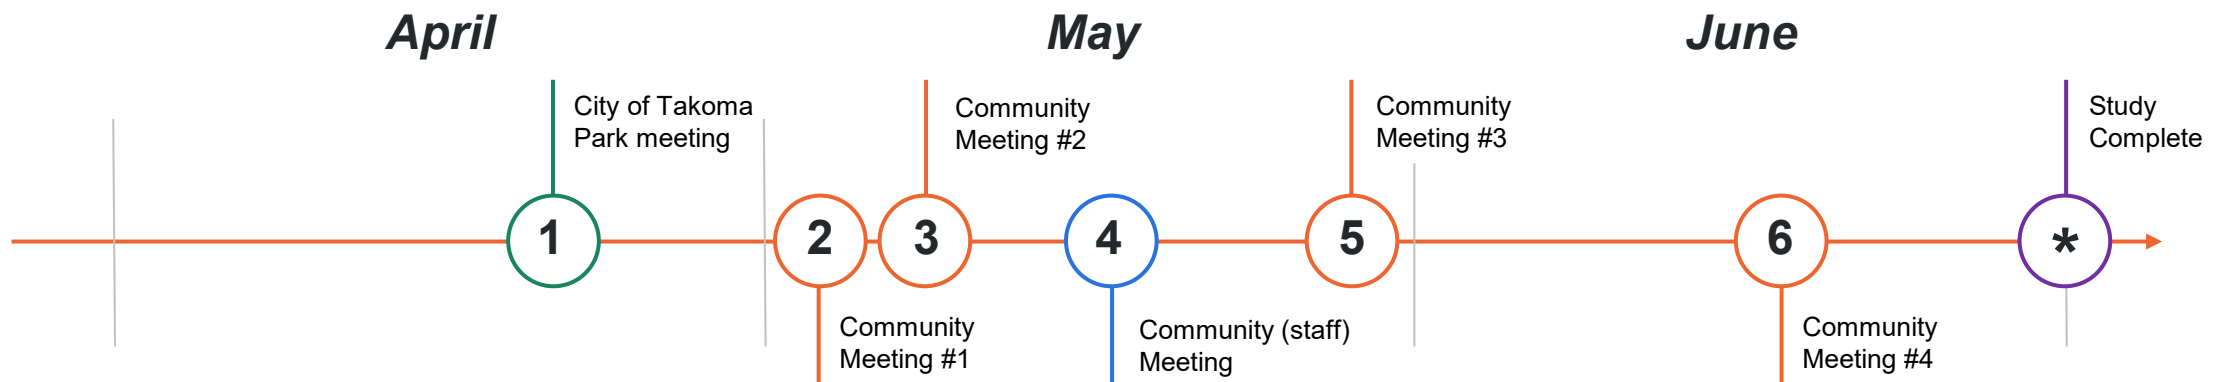 April
May
June
City of Takoma
Park meeting
Community
Meeting #2
Community
Meeting #3
Study
Complete
1
2
3
4
5
6
*
Community
Meeting #1
Community (staff)
Meeting
Community
Meeting #4